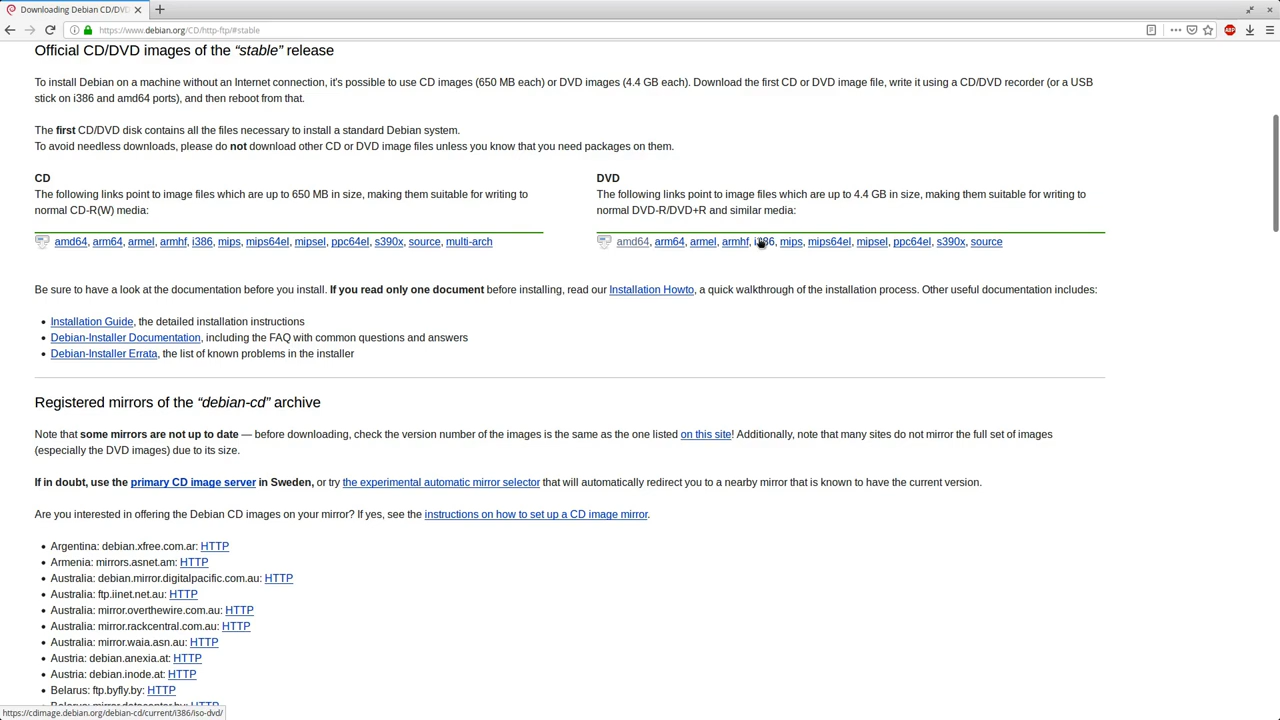 Downloading Debian CD/DVD
https://www.debian.org/CD/http-ftp/#stable
ABP
Official CD/DVD images of the “stable” release
To install Debian on a machine without an Internet connection, it's possible to use CD images (650 MB each) or DVD images (4.4 GB each). Download the first CD or DVD image file, write it using a CD/DVD recorder (or a USB
stick on i386 and amd64 ports), and then reboot from that.
The first CD/DVD disk contains all the files necessary to install a standard Debian system.
To avoid needless downloads, please do not download other CD or DVD image files unless you know that you need packages on them.
CD
The following links point to image files which are up to 650 MB in size, making them suitable for writing to
normal CD-R(W) media:
amd64, arm64, armel, armhf, i386, mips, mips64el, mipsel, ppc64el, s390x, source, multi-arch
DVD
The following links point to image files which are up to 4.4 GB in size, making them suitable for writing to
normal DVD-R/DVD+R and similar media:
amd64, arm64, armel, armhf, i386, mips, mips64el, mipsel, ppc64el, s390x, source
Be sure to have a look at the documentation before you install. If you read only one document before installing, read our Installation Howto, a quick walkthrough of the installation process. Other useful documentation includes:
• Installation Guide, the detailed installation instructions
• Debian-Installer Documentation, including the FAQ with common questions and answers
• Debian-Installer Errata, the list of known problems in the installer
Registered mirrors of the “debian-cd” archive
Note that some mirrors are not up to date — before downloading, check the version number of the images is the same as the one listed on this site! Additionally, note that many sites do not mirror the full set of images
(especially the DVD images) due to its size.
If in doubt, use the primary CD image server in Sweden, or try the experimental automatic mirror selector that will automatically redirect you to a nearby mirror that is known to have the current version.
Are you interested in offering the Debian CD images on your mirror? If yes, see the instructions on how to set up a CD image mirror.
• Argentina: debian.xfree.com.ar: HTTP
• Armenia: mirrors.asnet.am: HTTP
• Australia: debian.mirror.digitalpacific.com.au: HTTP
• Australia: ftp.iinet.net.au: HTTP
• Australia: mirror.overthewire.com.au: HTTP
• Australia: mirror.rackcentral.com.au: HTTP
• Australia: mirror.waia.asn.au: HTTP
• Austria: debian.anexia.at: HTTP
• Austria: debian.inode.at: HTTP
• Belarus: ftp.byfly.by: HTTP
https://cdimage.debian.org/debian-cd/current/i386/iso-dvd/